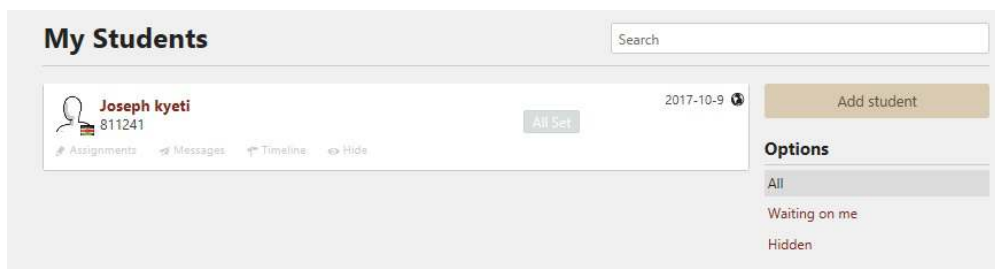 My Students
Search
Joseph kyeti
811241
All Set
2017-10-9
Assignments Messages Timeline Hide
Add student
Options
All
Waiting on me
Hidden